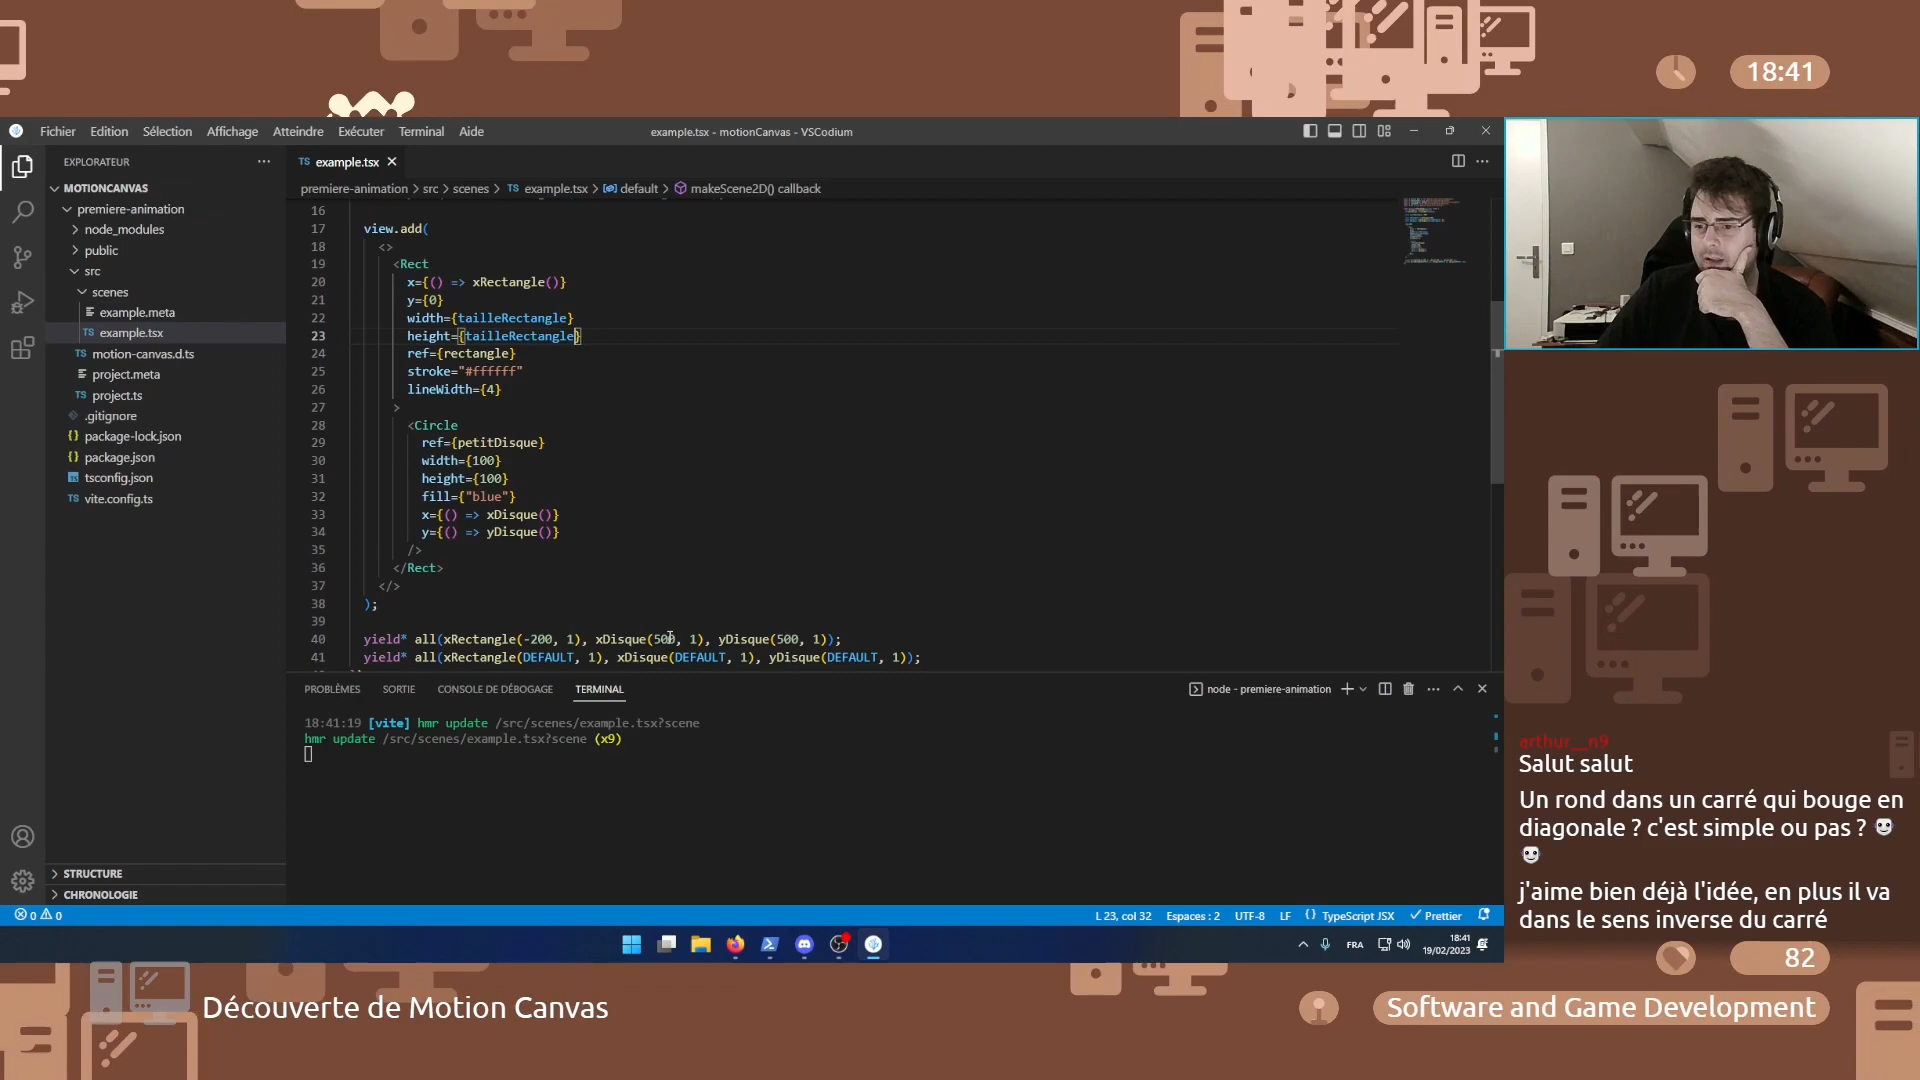 18:41
Fichier Edition Sélection Affichage Atteindre Exécuter Terminal Aide
example.tsx - motionCanvas - VSCodium
EXPLORATEUR
MOTIONCANVAS
premiere-animation
node_modules
public
src
scenes
example.meta
TS example.tsx
TS motion-canvas.d.ts
project.meta
TS project.ts
.gitignore
{} package-lock.json
{} package.json
tsconfig.json
TS vite.config.ts
STRUCTURE
CHRONOLOGIE
TS example.tsx
premiere-animation > src > scenes > TS example.tsx > default > makeScene2D() callback
16
17 view.add(
18 <>
19 <Rect
20 x={() => xRectangle()}
21 y={0}
22 width={tailleRectangle}
23 height={tailleRectangle}
24 ref={rectangle}
25 stroke="#ffffff"
26 lineWidth={4}
27 >
28 <Circle
29 ref={petitDisque}
30 width={100}
31 height={100}
32 fill={"blue"}
33 x={() => xDisque()}
34 y={() => yDisque()}
35 />
36 </Rect>
37 </>
38 );
39
40 yield* all(xRectangle(-200, 1), xDisque(500, 1), yDisque(500, 1));
41 yield* all(xRectangle(DEFAULT, 1), xDisque(DEFAULT, 1), yDisque(DEFAULT, 1));
PROBLÈMES SORTIE CONSOLE DE DÉBOGAGE TERMINAL
node - premiere-animation
18:41:19 [vite] hmr update /src/scenes/example.tsx?scene
hmr update /src/scenes/example.tsx?scene (x9)
0 0
L 23, col 32 Espaces : 2 UTF-8 LF {} TypeScript JSX Prettier
FRA
18:41
19/02/2023
arthur__n9
Salut salut
Un rond dans un carré qui bouge en
diagonale ? c'est simple ou pas ?
j'aime bien déjà l'idée, en plus il va
dans le sens inverse du carré
82
Découverte de Motion Canvas
Software and Game Development